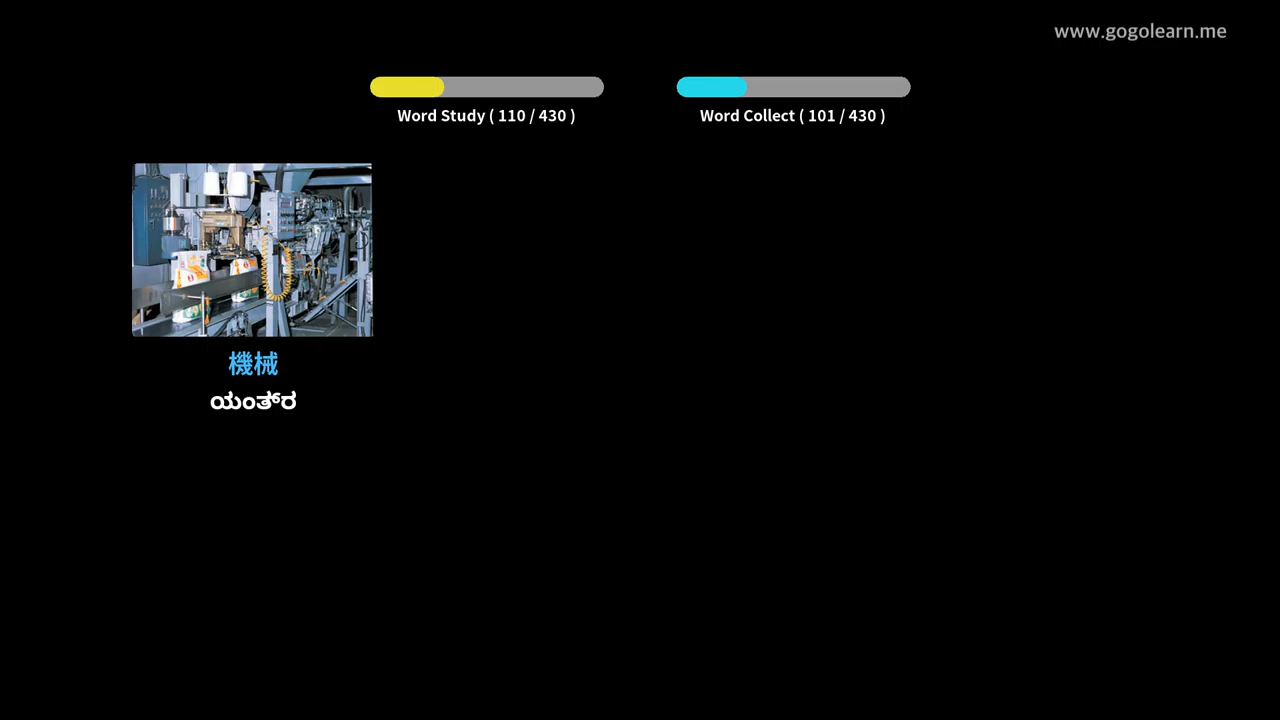 www.gogolearn.me
Word Study ( 110 / 430 )
Word Collect ( 101 / 430 )
機械
ಯಂತ್‌ರ